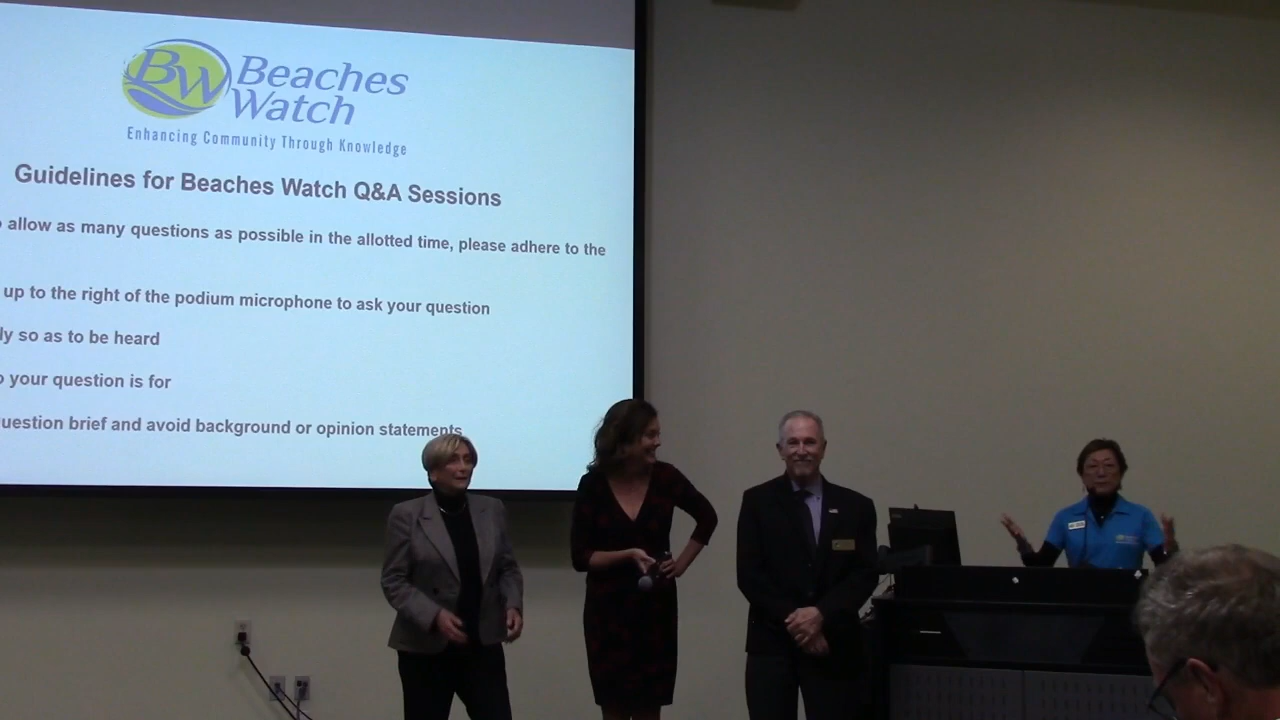 BW Beaches
Watch
Enhancing Community Through Knowledge
Guidelines for Beaches Watch Q&A Sessions
allow as many questions as possible in the allotted time, please adhere to the
up to the right of the podium microphone to ask your question
ly so as to be heard
your question is for
uestion brief and avoid background or opinion statements